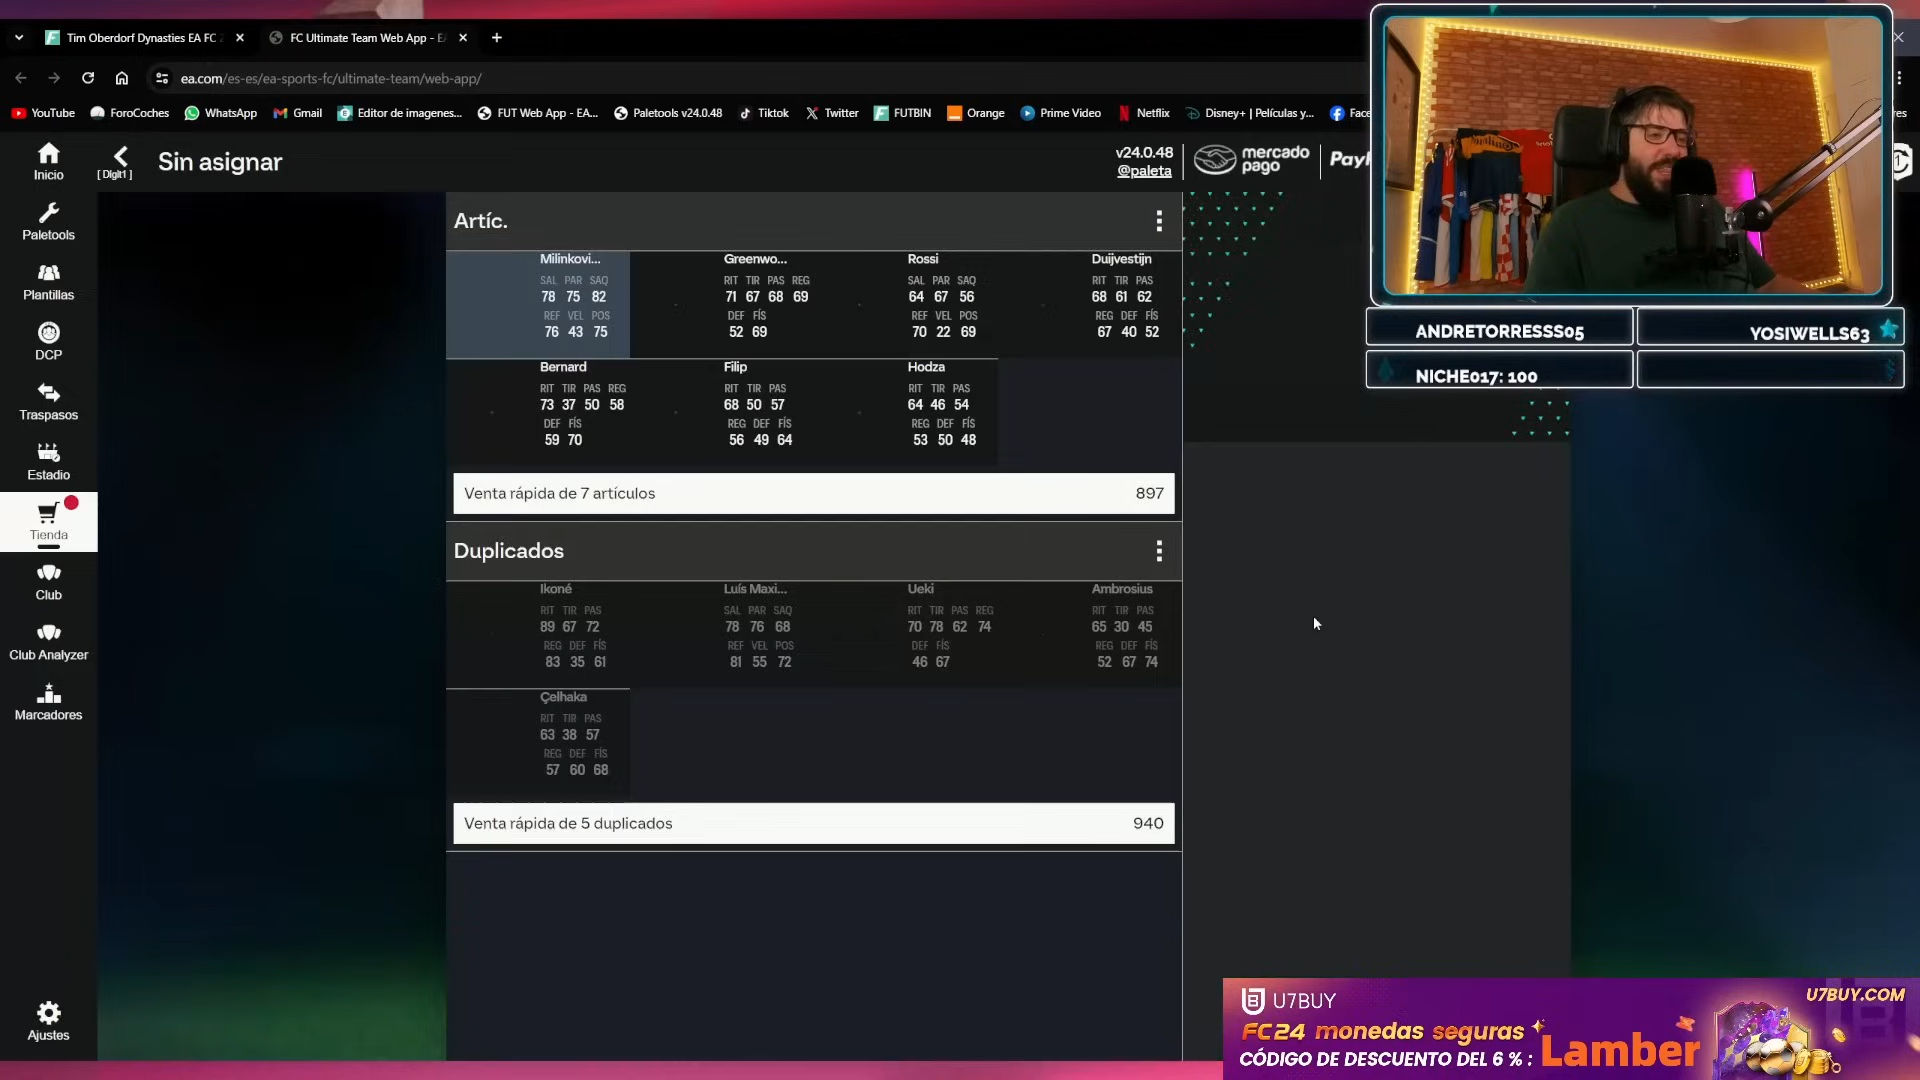 Tim Oberdorf Dynasties EA FC
FC Ultimate Team Web App - E
ea.com/es-es/ea-sports-fc/ultimate-team/web-app/
YouTube
ForoCoches
WhatsApp
Gmail
Editor de imagenes...
FUT Web App - EA...
Paletools v24.0.48
Tiktok
Twitter
FUTBIN
Orange
Prime Video
Netflix
Disney+ | Películas y...
Face
Inicio
[ Digit1 ]
Sin asignar
v24.0.48
@paleta
mercado
pago
Payl
Paletools
Plantillas
DCP
Traspasos
Estadio
Tienda
Club
Club Analyzer
Marcadores
Ajustes
Artíc.
Milinkovi...
SAL PAR SAQ
78 75 82
REF VEL POS
76 43 75
Greenwo...
RIT TIR PAS REG
71 67 68 69
DEF FÍS
52 69
Rossi
SAL PAR SAQ
64 67 56
REF VEL POS
70 22 69
Duijvestijn
RIT TIR PAS
68 61 62
REG DEF FÍS
67 40 52
Bernard
RIT TIR PAS REG
73 37 50 58
DEF FÍS
59 70
Filip
RIT TIR PAS
68 50 57
REG DEF FÍS
56 49 64
Hodza
RIT TIR PAS
64 46 54
REG DEF FÍS
53 50 48
Venta rápida de 7 artículos 897
Duplicados
Ikoné
RIT TIR PAS
89 67 72
REG DEF FÍS
83 35 61
Luís Maxi...
SAL PAR SAQ
78 76 68
REF VEL POS
81 55 72
Ueki
RIT TIR PAS REG
70 78 62 74
DEF FÍS
46 67
Ambrosius
RIT TIR PAS
65 30 45
REG DEF FÍS
52 67 74
Çelhaka
RIT TIR PAS
63 38 57
REG DEF FÍS
57 60 68
Venta rápida de 5 duplicados 940
ANDRETORRESSS05
YOSIWELLS63
NICHE017: 100
U7BUY
U7BUY.COM
FC24 monedas seguras
CÓDIGO DE DESCUENTO DEL 6 % : Lamber